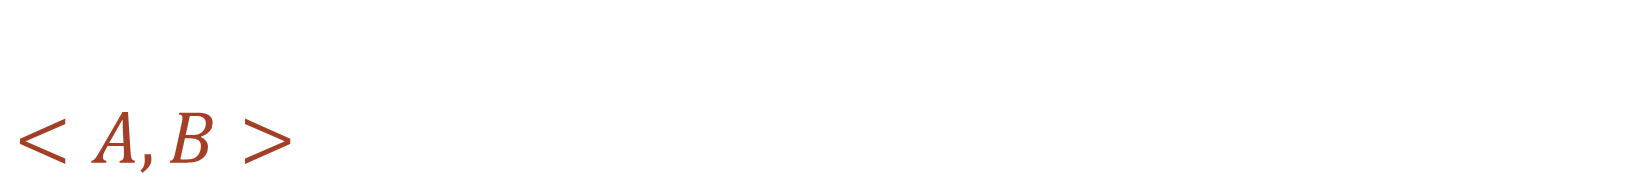 < A, B >